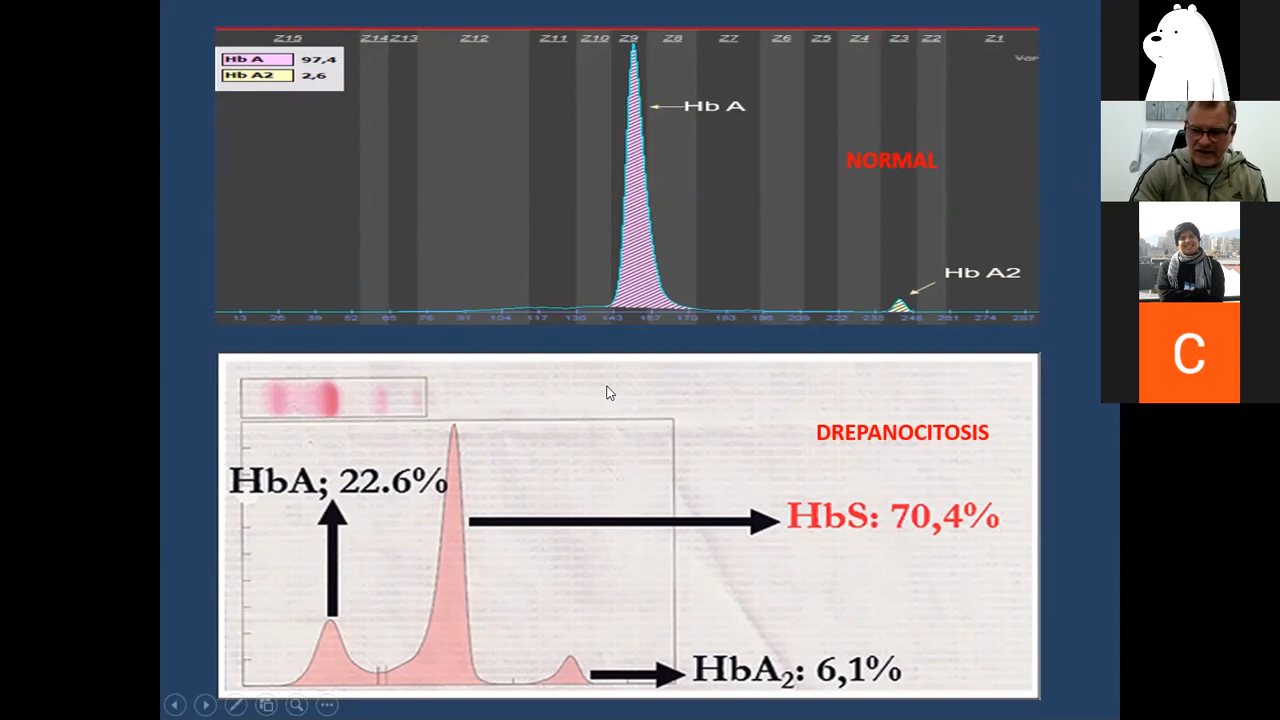 Z15 Z14 Z13 Z12 Z11 Z10 Z9 Z8 Z7 Z6 Z5 Z4 Z3 Z2 Z1
Hb A 97,4
Hb A2 2,6
Hb A
NORMAL
Hb A2
13 26 39 52 65 78 91 104 117 130 143 157 170 183 196 209 222 235 248 261 274 287
DREPANOCITOSIS
HbA; 22.6%
HbS: 70,4%
HbA₂: 6,1%
C